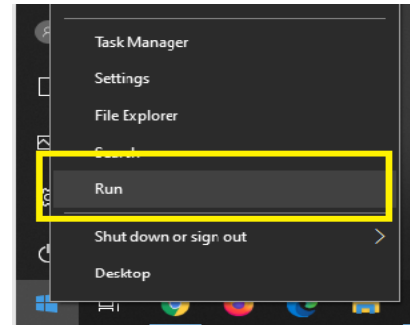 Task Manager
Settings
File Explorer
Search
Run
Shut down or sign out
Desktop